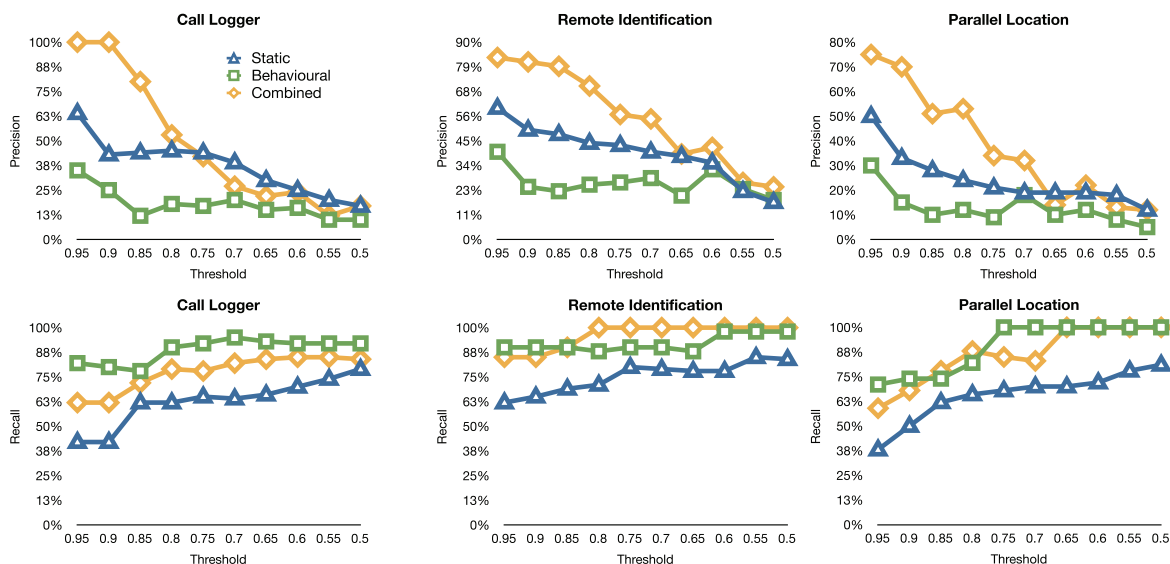 Call Logger
Remote Identification
Parallel Location
100%
88%
75%
63%
50%
38%
25%
13%
0%
Precision
Static
Behavioural
Combined
0.95 0.9 0.85 0.8 0.75 0.7 0.65 0.6 0.55 0.5
Threshold
90%
79%
68%
56%
45%
34%
23%
11%
0%
Precision
0.95 0.9 0.85 0.8 0.75 0.7 0.65 0.6 0.55 0.5
Threshold
80%
70%
60%
50%
40%
30%
20%
10%
0%
Precision
0.95 0.9 0.85 0.8 0.75 0.7 0.65 0.6 0.55 0.5
Threshold
Call Logger
Remote Identification
Parallel Location
100%
88%
75%
63%
50%
38%
25%
13%
0%
Recall
0.95 0.9 0.85 0.8 0.75 0.7 0.65 0.6 0.55 0.5
Threshold
100%
88%
75%
63%
50%
38%
25%
13%
0%
Recall
0.95 0.9 0.85 0.8 0.75 0.7 0.65 0.6 0.55 0.5
Threshold
100%
88%
75%
63%
50%
38%
25%
13%
0%
Recall
0.95 0.9 0.85 0.8 0.75 0.7 0.65 0.6 0.55 0.5
Threshold